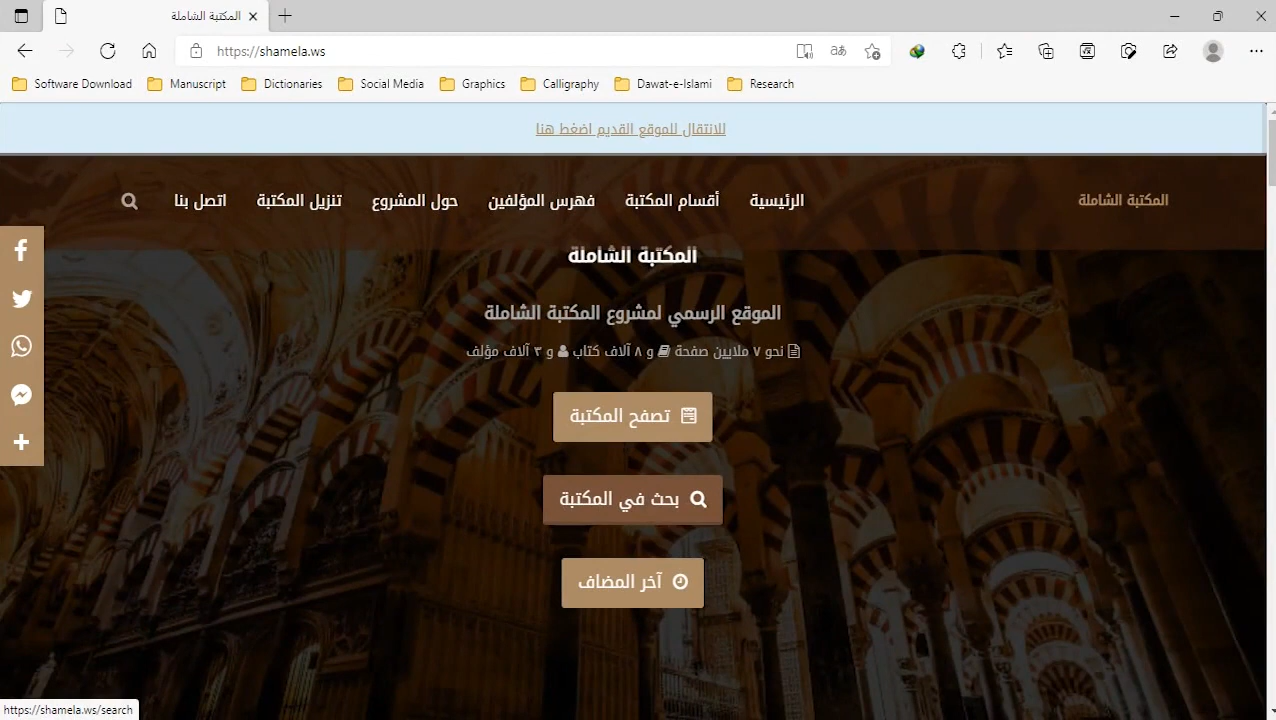 المكتبة الشاملة
https://shamela.ws
Software Download Manuscript Dictionaries Social Media Graphics Calligraphy Dawat-e-Islami Research
للانتقال للموقع القديم اضغط هنا
المكتبة الشاملة
الرئيسية أقسام المكتبة فهرس المؤلفين حول المشروع تنزيل المكتبة اتصل بنا
المكتبة الشاملة
الموقع الرسمي لمشروع المكتبة الشاملة
نحو ٧ ملايين صفحة و ٨ آلاف كتاب و ٣ آلاف مؤلف
تصفح المكتبة
بحث في المكتبة
آخر المضاف
https://shamela.ws/search